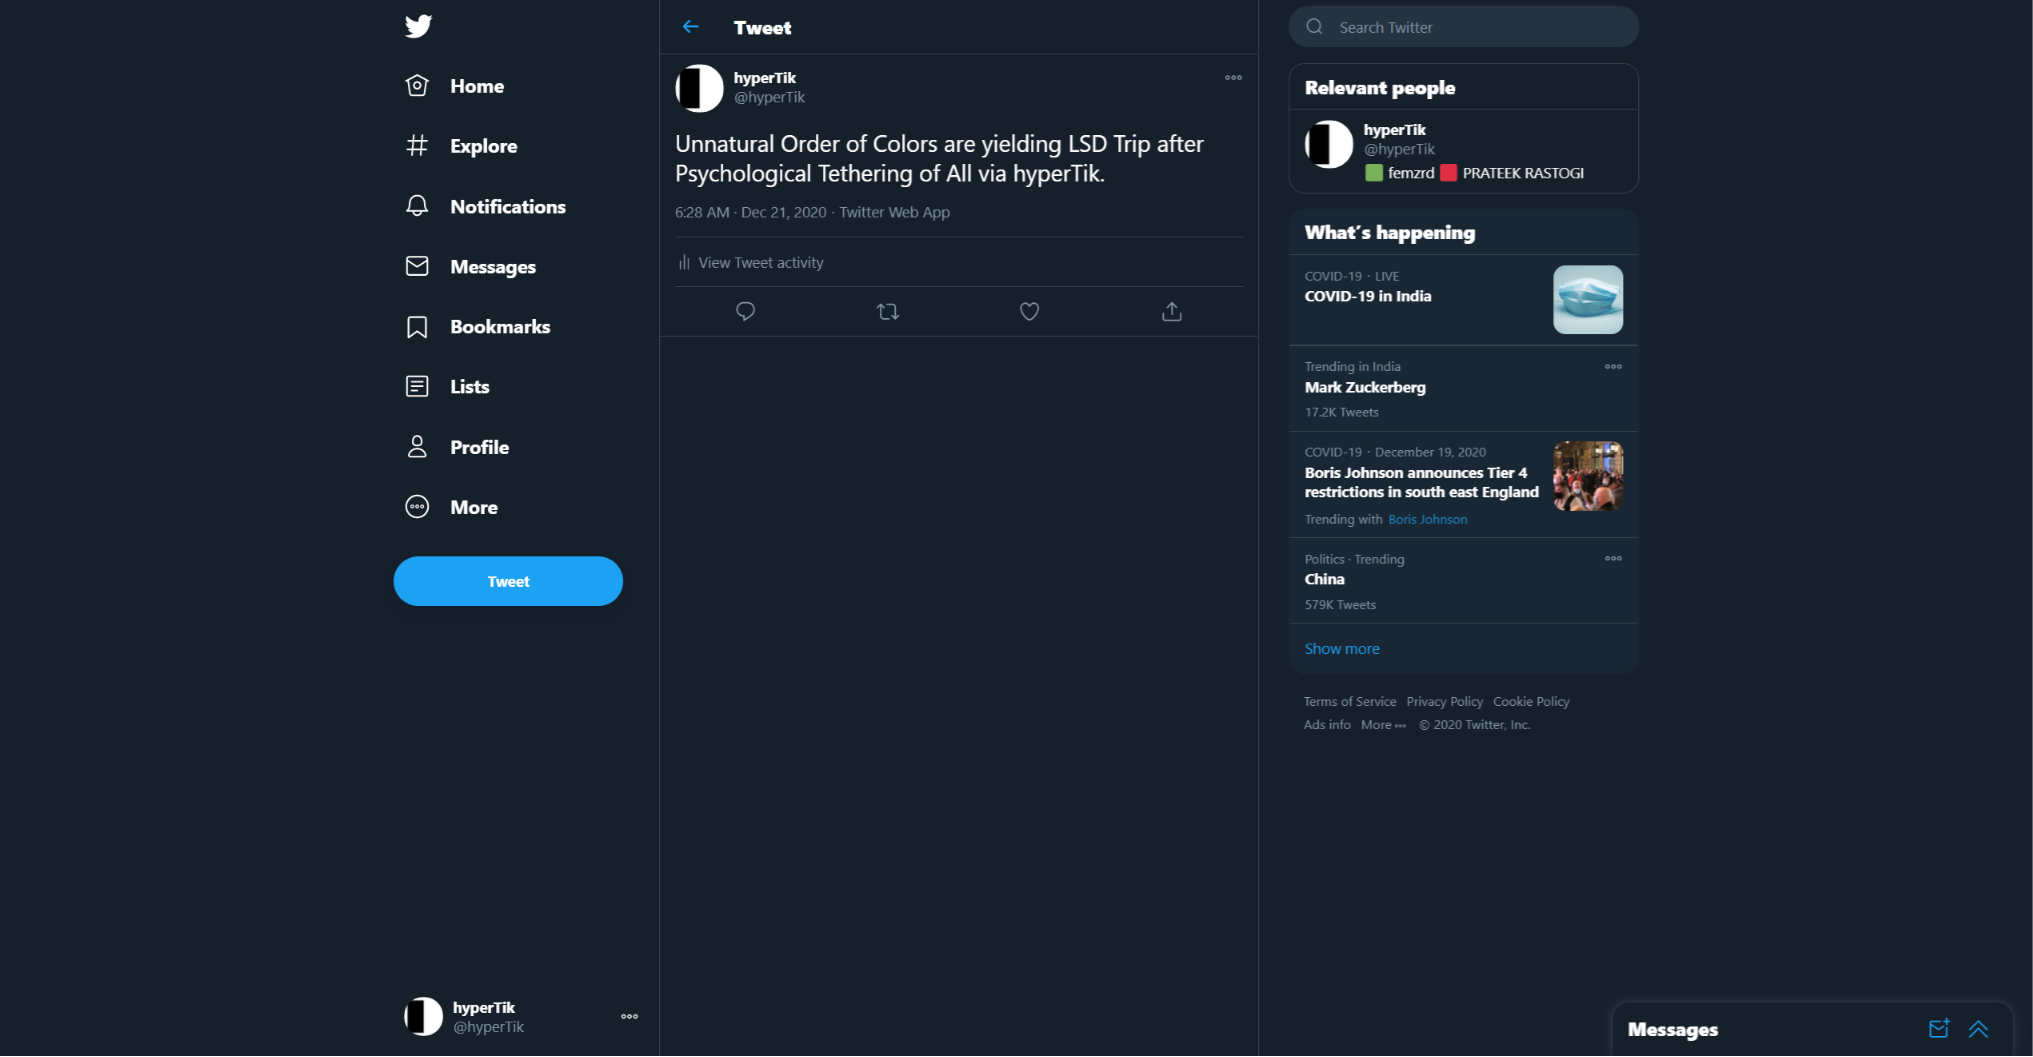 Home
Explore
Notifications
Messages
Bookmarks
Lists
Profile
More
Tweet
hyperTik
@hyperTik
Tweet
hyperTik
@hyperTik
Unnatural Order of Colors are yielding LSD Trip after
Psychological Tethering of All via hyperTik.
6:28 AM · Dec 21, 2020 · Twitter Web App
View Tweet activity
Search Twitter
Relevant people
hyperTik
@hyperTik
🟩 femzrd 🟥 PRATEEK RASTOGI
What's happening
COVID-19 · LIVE
COVID-19 in India
Trending in India
Mark Zuckerberg
17.2K Tweets
COVID-19 · December 19, 2020
Boris Johnson announces Tier 4
restrictions in south east England
Trending with Boris Johnson
Politics · Trending
China
579K Tweets
Show more
Terms of Service Privacy Policy Cookie Policy
Ads info More ··· © 2020 Twitter, Inc.
Messages